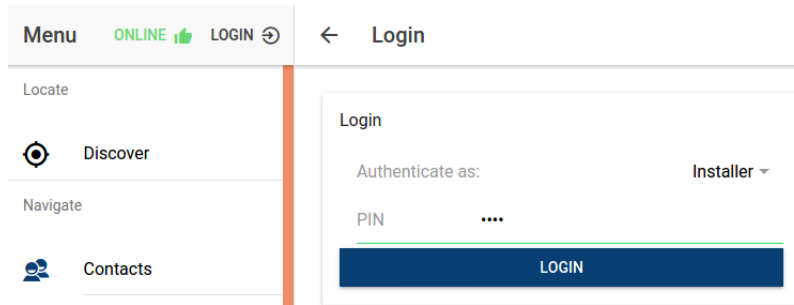 Menu ONLINE LOGIN
Locate
Discover
Navigate
Contacts
Login
Login
Authenticate as: Installer
PIN ••••
LOGIN